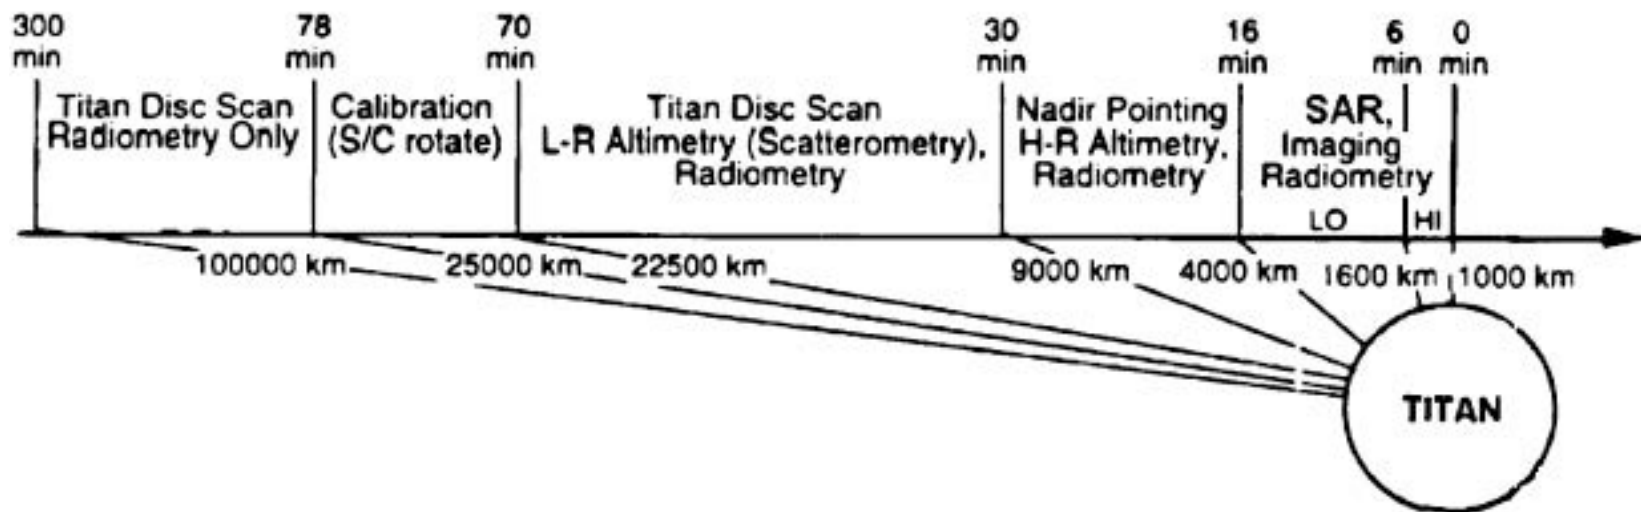 300 min
78 min
70 min
30 min
16 min
6 min
0 min
Titan Disc Scan
Radiometry Only
Calibration
(S/C rotate)
Titan Disc Scan
L-R Altimetry (Scatterometry),
Radiometry
Nadir Pointing
H-R Altimetry,
Radiometry
SAR,
Imaging
Radiometry
LO
HI
100000 km
25000 km
22500 km
9000 km
4000 km
1600 km
1000 km
TITAN